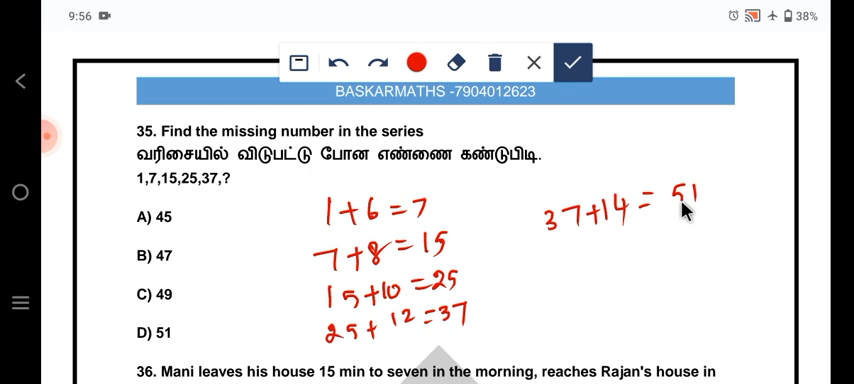 9:56
38%
BASKARMATHS -7904012623
35. Find the missing number in the series
வரிசையில் விடுபட்டு போன எண்ணை கண்டுபிடி.
1,7,15,25,37,?
A) 45
B) 47
C) 49
D) 51
1+6=7
7+8=15
15+10=25
25+12=37
37+14=51
36. Mani leaves his house 15 min to seven in the morning, reaches Rajan's house in